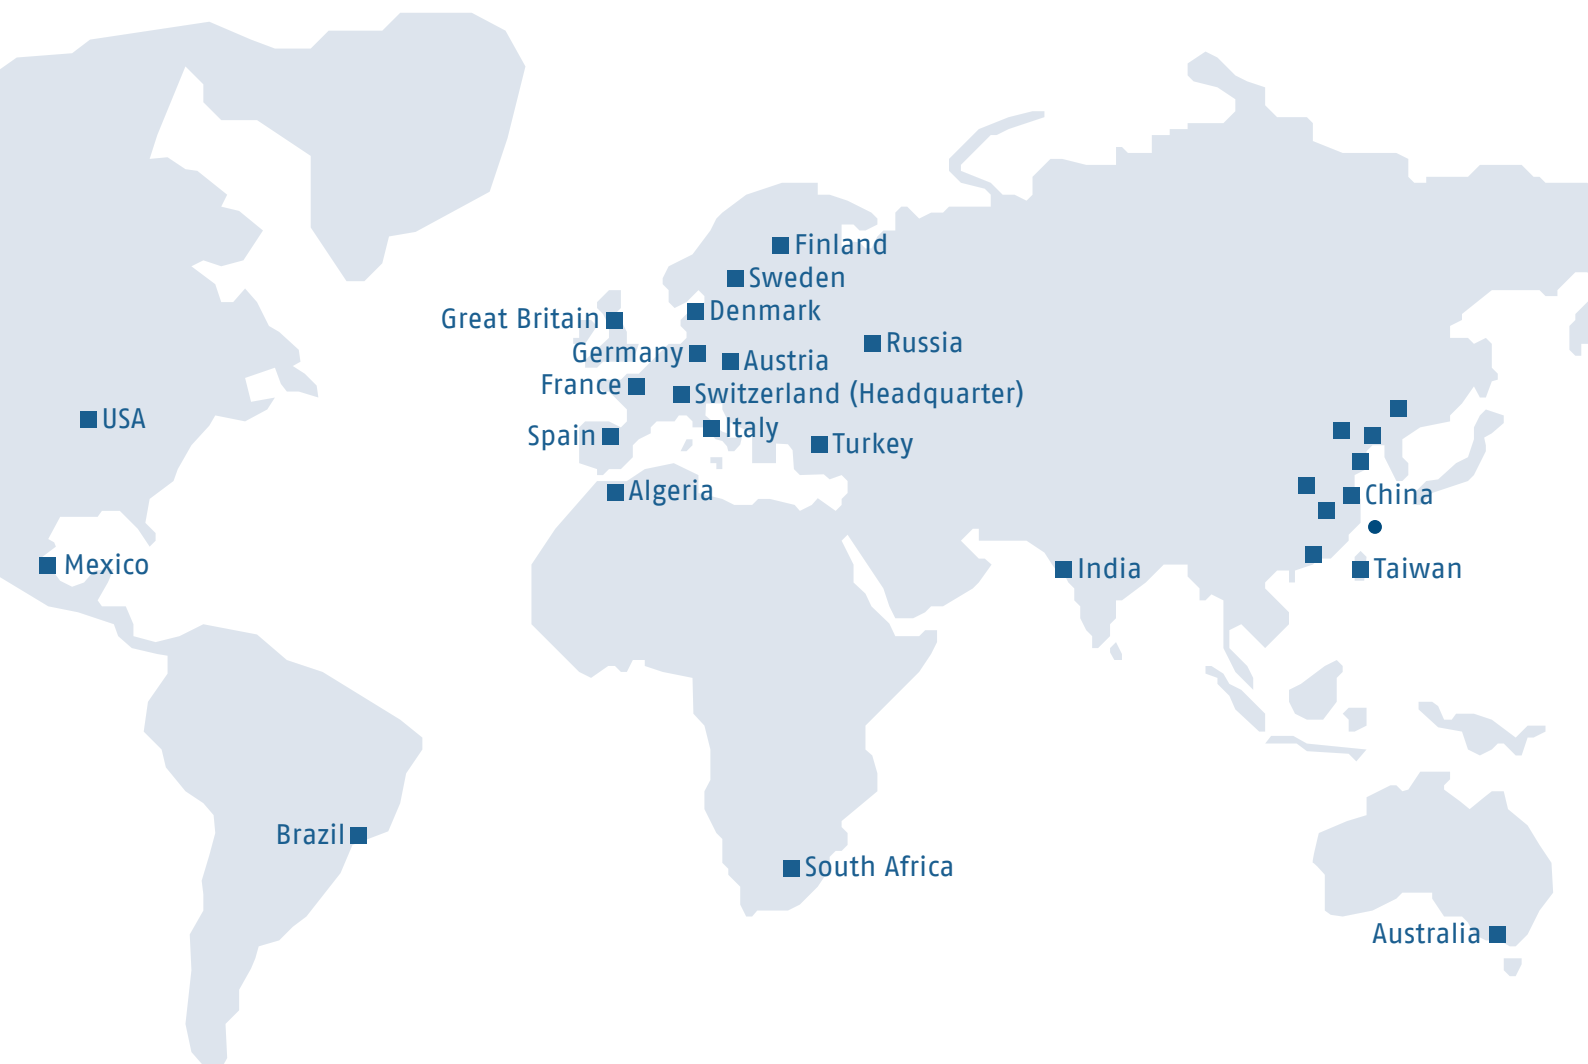 Finland
Sweden
Denmark
Great Britain
Russia
Germany
Austria
France
Switzerland (Headquarter)
USA
Italy
Spain
Turkey
Algeria
China
Mexico
India
Taiwan
Brazil
South Africa
Australia